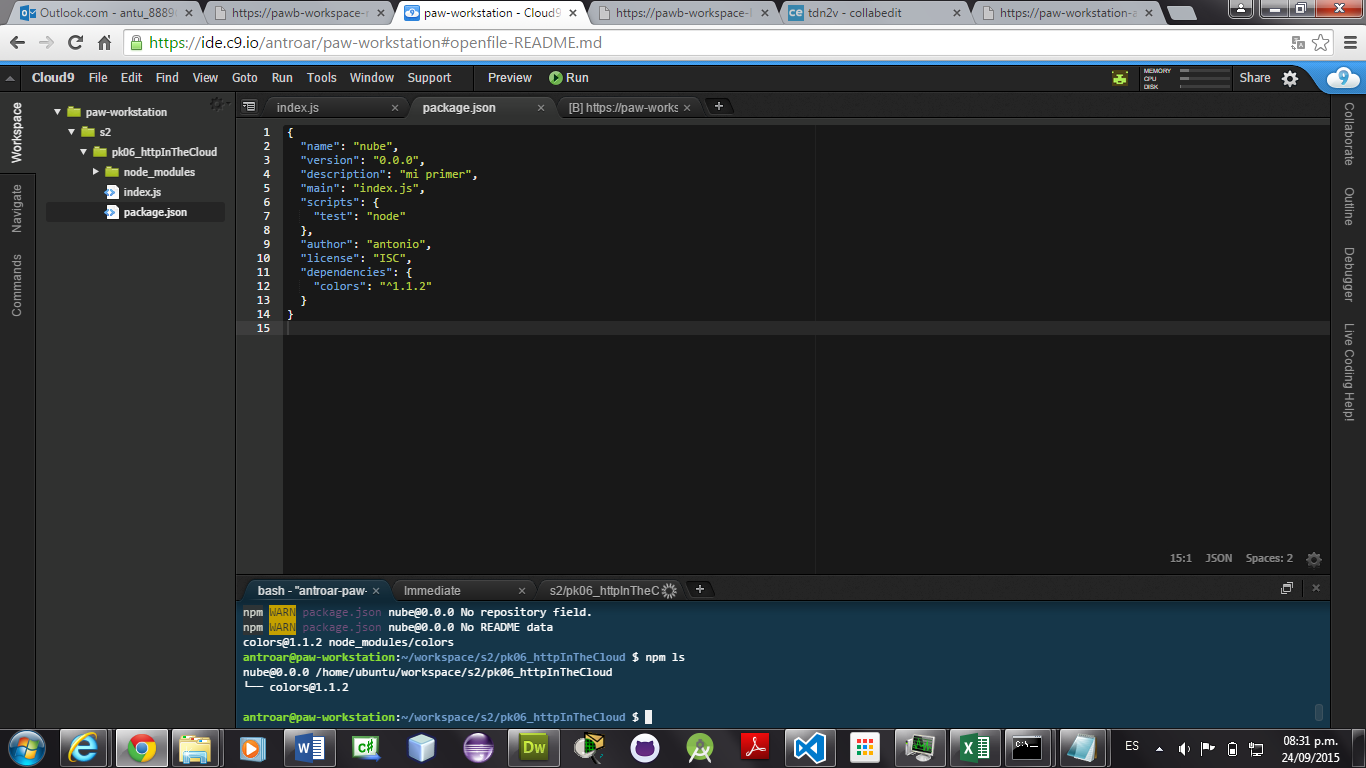 Outlook.com - antu_8889
https://pawb-workspace-r
paw-workstation - Cloud9
https://pawb-workspace-
tdn2v - collabedit
https://paw-workstation-a
https://ide.c9.io/antroar/paw-workstation#openfile-README.md
Cloud9 File Edit Find View Goto Run Tools Window Support Preview Run
MEMORY
CPU
DISK
Share
9
Workspace
Navigate
Commands
paw-workstation
s2
pk06_httpInTheCloud
node_modules
index.js
package.json
index.js
package.json
[B] https://paw-works
1 {
2 "name": "nube",
3 "version": "0.0.0",
4 "description": "mi primer",
5 "main": "index.js",
6 "scripts": {
7 "test": "node"
8 },
9 "author": "antonio",
10 "license": "ISC",
11 "dependencies": {
12 "colors": "^1.1.2"
13 }
14 }
15
15:1 JSON Spaces: 2
Collaborate
Outline
Debugger
Live Coding Help!
bash - "antroar-paw-
Immediate
s2/pk06_httpInTheC
npm WARN package.json nube@0.0.0 No repository field.
npm WARN package.json nube@0.0.0 No README data
colors@1.1.2 node_modules/colors
antroar@paw-workstation:~/workspace/s2/pk06_httpInTheCloud $ npm ls
nube@0.0.0 /home/ubuntu/workspace/s2/pk06_httpInTheCloud
└── colors@1.1.2
antroar@paw-workstation:~/workspace/s2/pk06_httpInTheCloud $
W
C#
Dw
X
C:\
ES
08:31 p.m.
24/09/2015